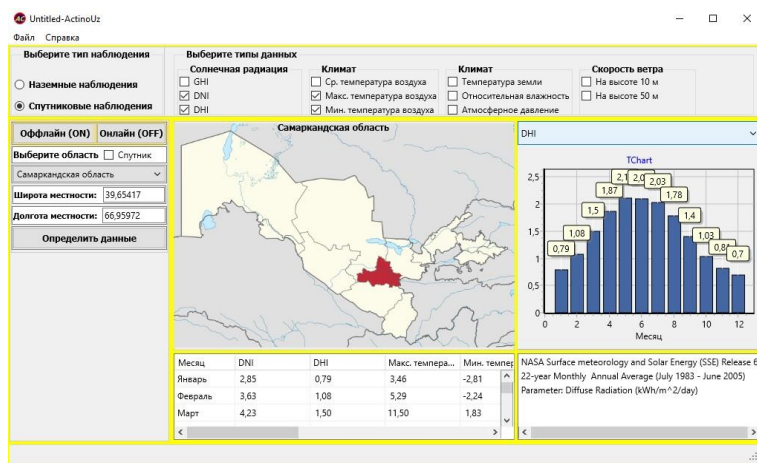 Untitled-ActinoUz
Файл Справка
Выберите тип наблюдения
Наземные наблюдения
Спутниковые наблюдения
Выберите типы данных
Солнечная радиация
GHI
DNI
DHI
Климат
Ср. температура воздуха
Макс. температура воздуха
Мин. температура воздуха
Климат
Температура земли
Относительная влажность
Атмосферное давление
Скорость ветра
На высоте 10 м
На высоте 50 м
Оффлайн (ON) Онлайн (OFF)
Выберите область Спутник
Самаркандская область
Широта местности: 39,65417
Долгота местности: 66,95972
Определить данные
Самаркандская область
DHI
TChart
2,5
2
1,5
1
0,5
0
0,79 1,08 1,5 1,87 2,03 1,78 1,4 1,03 0,7
0 2 4 6 8 10 12
Месяц
Месяц DNI DHI Макс. темпера... Мин. темпер
Январь 2,85 0,79 3,46 -2,81
Февраль 3,63 1,08 5,29 -2,24
Март 4,23 1,50 11,50 1,83
NASA Surface meteorology and Solar Energy (SSE) Release 6
22-year Monthly Annual Average (July 1983 - June 2005)
Parameter: Diffuse Radiation (kWh/m^2/day)